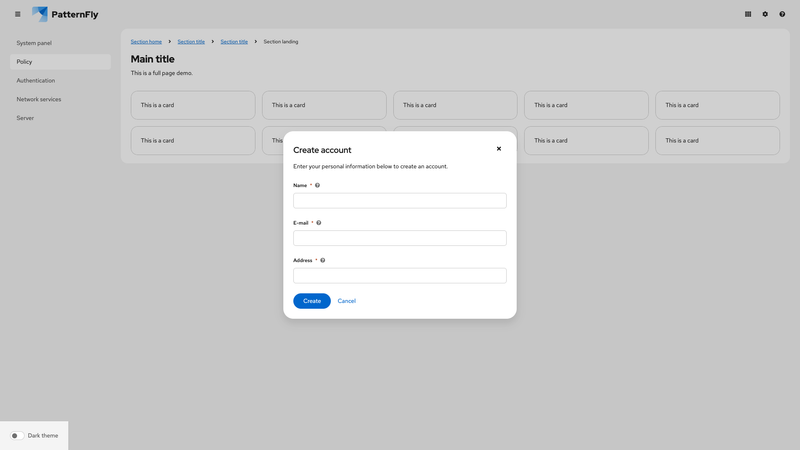 PatternFly
System panel
Policy
Authentication
Network services
Server
Section home
Section title
Section title
Section landing
Main title
This is a full page demo.
This is a card
This is a card
This is a card
This is a card
This is a card
This is a card
This
This is a card
This is a card
Create account
Enter your personal information below to create an account.
Name *
E-mail *
Address *
Create
Cancel
Dark theme